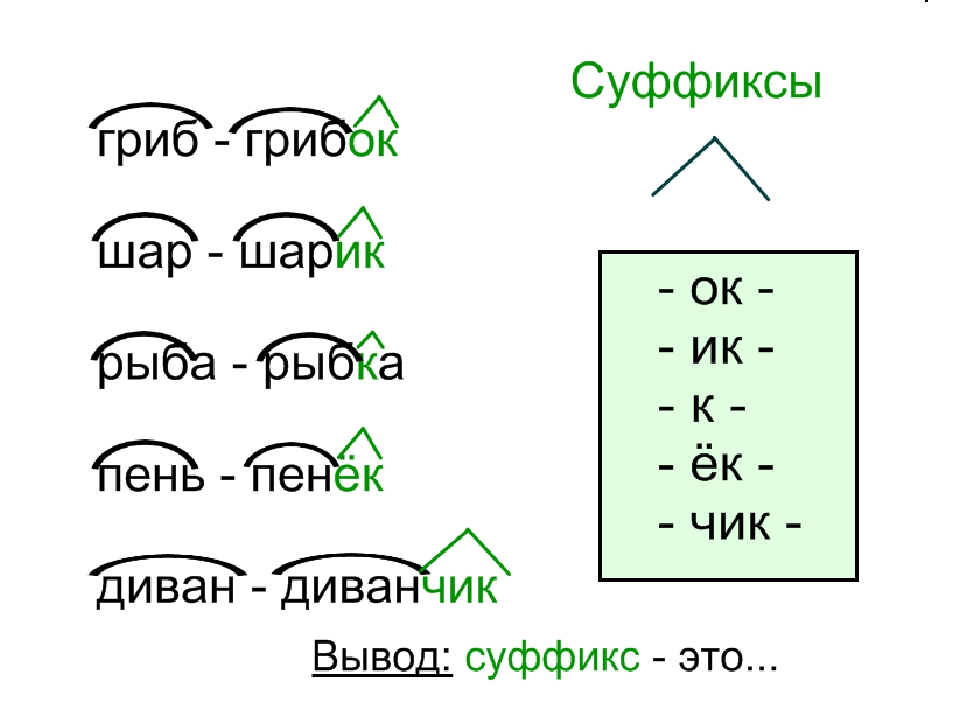 Суффиксы
гриб - грибок
шар - шарик
рыба - рыбка
пень - пенёк
диван - диванчик
- ок -
- ик -
- к -
- ёк -
- чик -
Вывод: суффикс - это...